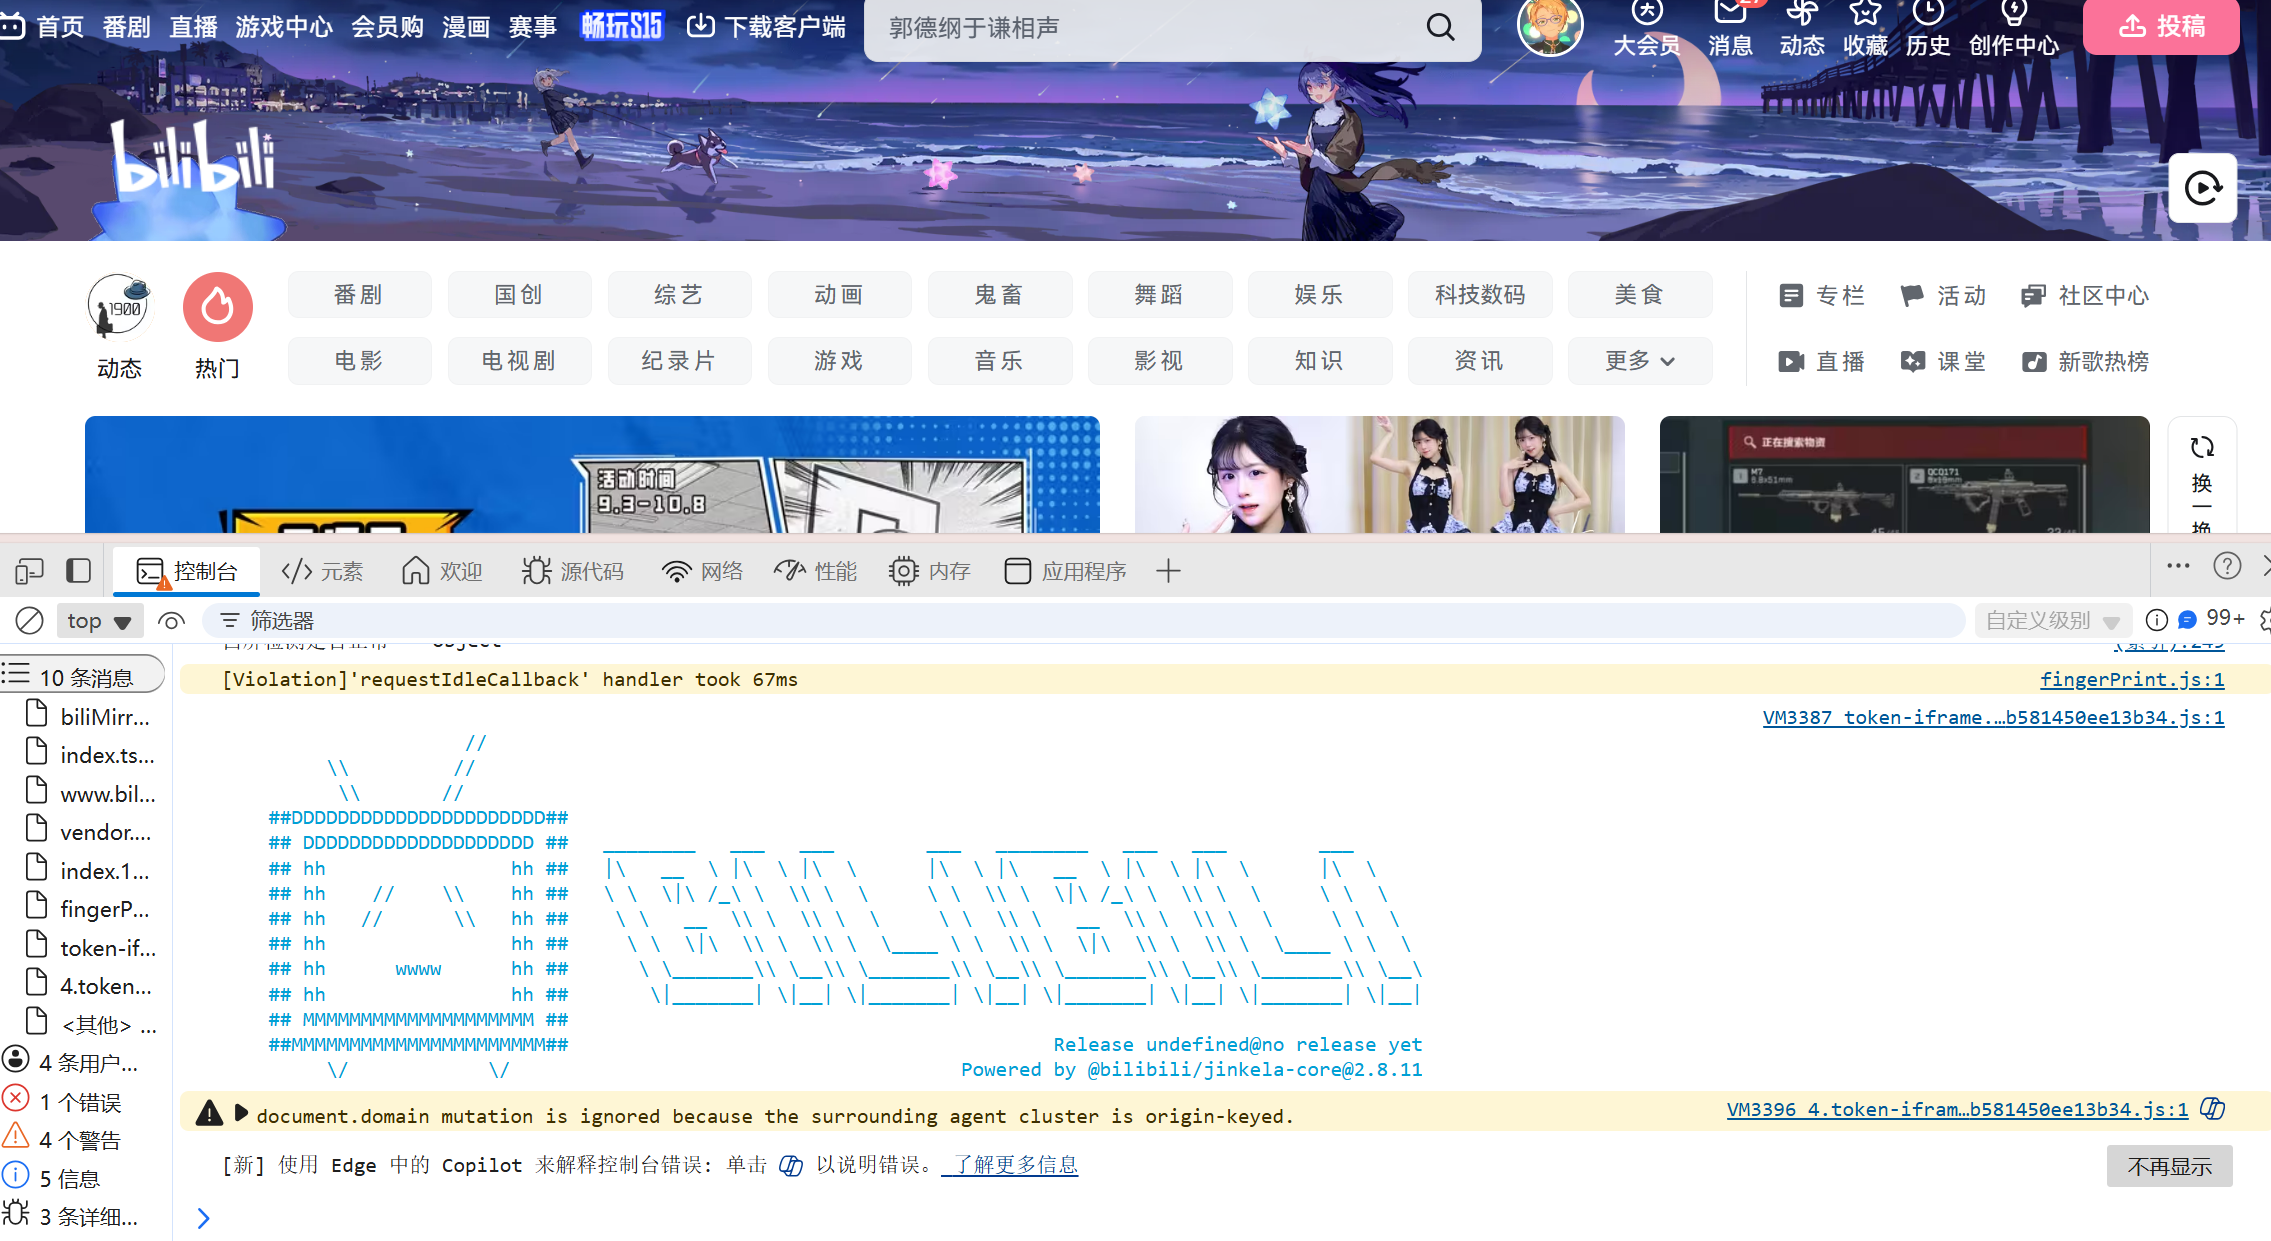 首页 番剧 直播 游戏中心 会员购 漫画 赛事 畅玩S15 下载客户端
郭德纲于谦相声
大会员 消息 动态 收藏 历史 创作中心 投稿
bilibili
1900
动态 热门
番剧 国创 综艺 动画 鬼畜 舞蹈 娱乐 科技数码 美食
专栏 活动 社区中心
电影 电视剧 纪录片 游戏 音乐 影视 知识 资讯 更多
直播 课堂 新歌热榜
活动时间
9.3-10.8
正在搜索物资
1 M7
6.8x51mm
2 QCQ171
换一换
控制台 元素 欢迎 源代码 网络 性能 内存 应用程序
top 筛选器 自定义级别 99+
[Violation]'requestIdleCallback' handler took 67ms fingerPrint.js:1
VM3387 token-iframe.…b581450ee13b34.js:1
10 条消息
biliMirr...
index.ts...
www.bil...
vendor....
index.1...
fingerP...
token-if...
4.token...
<其他> ...
4 条用户...
1 个错误
4 个警告
5 信息
3 条详细...
##DDDDDDDDDDDDDDDDDDDDDD##
## DDDDDDDDDDDDDDDDDDDD ##
## hh hh ##
## hh // \\ hh ##
## hh // \\ hh ##
## hh hh ##
## hh wwww hh ##
## hh hh ##
## MMMMMMMMMMMMMMMMMMMM ##
##MMMMMMMMMMMMMMMMMMMMMM##
Release undefined@no release yet
Powered by @bilibili/jinkela-core@2.8.11
document.domain mutation is ignored because the surrounding agent cluster is origin-keyed. VM3396 4.token-ifram…b581450ee13b34.js:1
[新] 使用 Edge 中的 Copilot 来解释控制台错误: 单击 以说明错误。 了解更多信息 不再显示